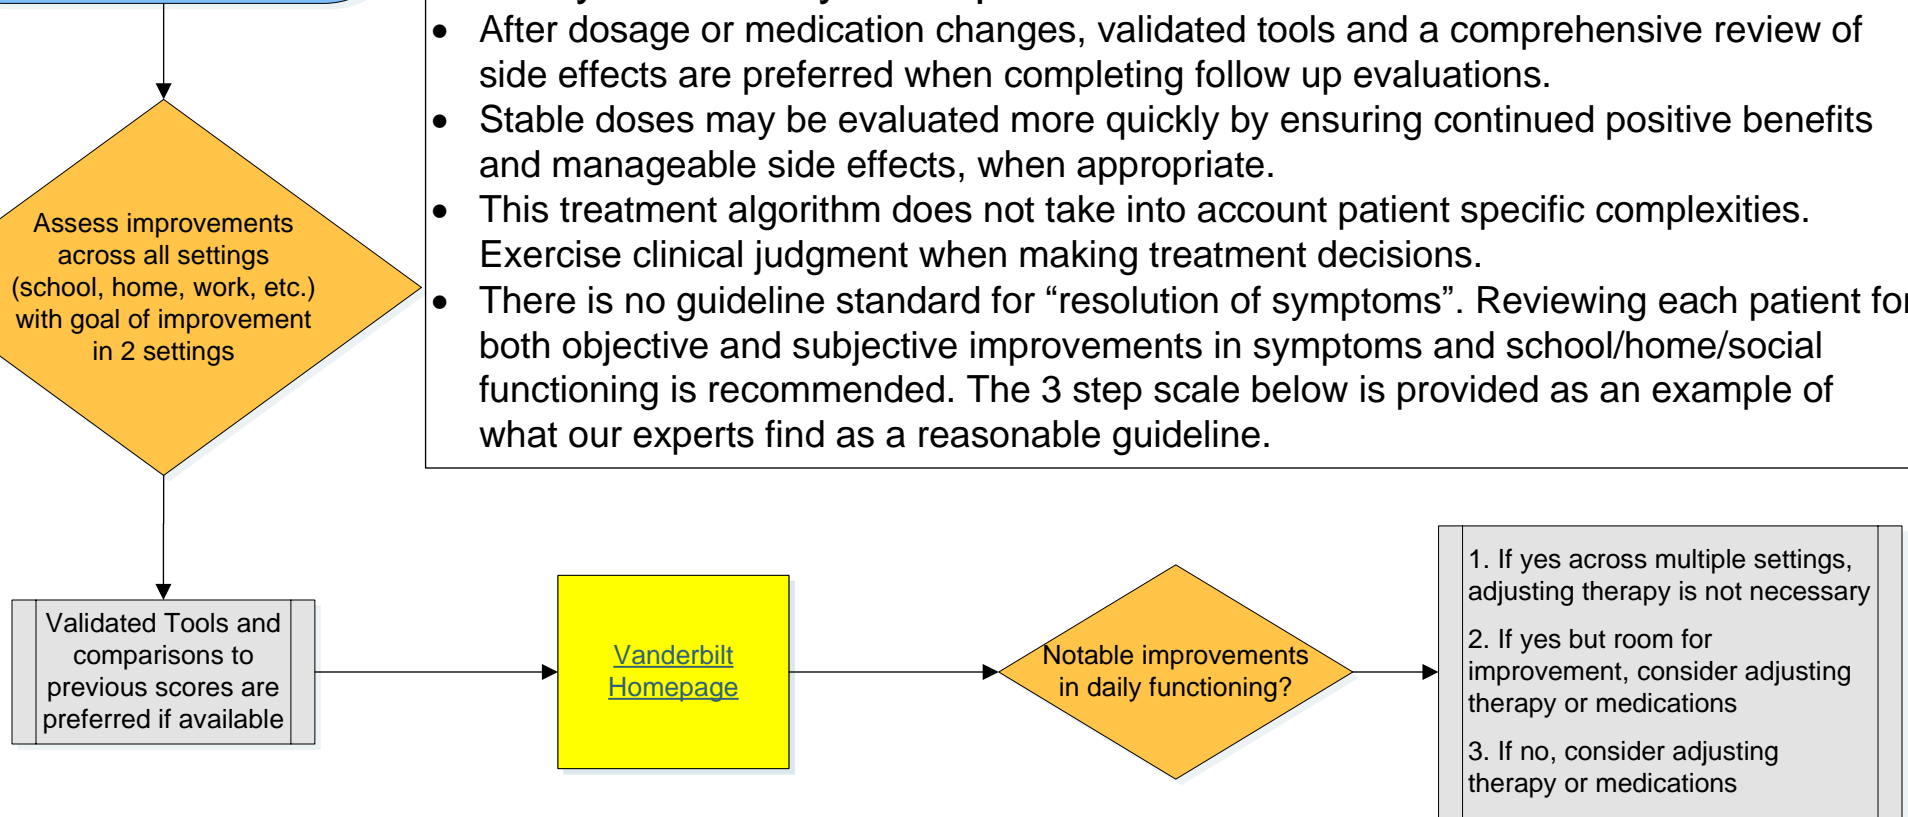 • After dosage or medication changes, validated tools and a comprehensive review of
side effects are preferred when completing follow up evaluations.
• Stable doses may be evaluated more quickly by ensuring continued positive benefits
and manageable side effects, when appropriate.
• This treatment algorithm does not take into account patient specific complexities.
Exercise clinical judgment when making treatment decisions.
• There is no guideline standard for “resolution of symptoms”. Reviewing each patient for
both objective and subjective improvements in symptoms and school/home/social
functioning is recommended. The 3 step scale below is provided as an example of
what our experts find as a reasonable guideline.
Assess improvements
across all settings
(school, home, work, etc.)
with goal of improvement
in 2 settings
Validated Tools and
comparisons to
previous scores are
preferred if available
Vanderbilt
Homepage
Notable improvements
in daily functioning?
1. If yes across multiple settings,
adjusting therapy is not necessary
2. If yes but room for
improvement, consider adjusting
therapy or medications
3. If no, consider adjusting
therapy or medications